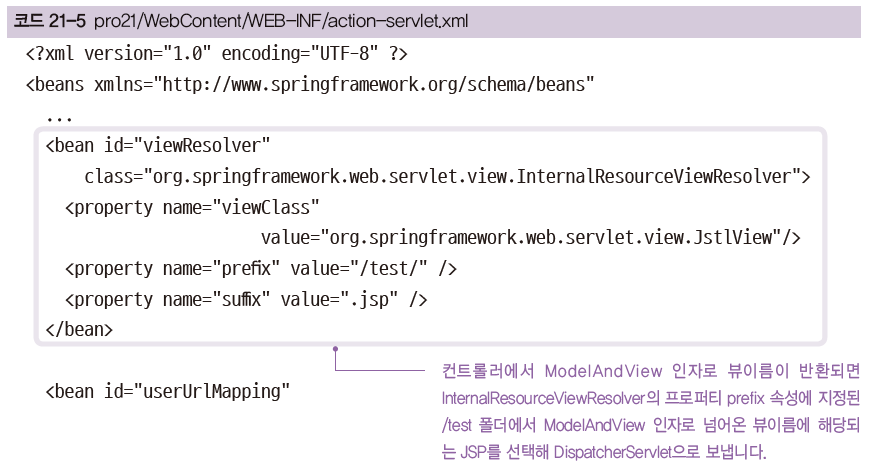 코드 21-5 pro21/WebContent/WEB-INF/action-servlet.xml
<?xml version="1.0" encoding="UTF-8" ?>
<beans xmlns="http://www.springframework.org/schema/beans"
...
<bean id="viewResolver"
class="org.springframework.web.servlet.view.InternalResourceViewResolver">
<property name="viewClass"
value="org.springframework.web.servlet.view.JstlView"/>
<property name="prefix" value="/test/" />
<property name="suffix" value=".jsp" />
</bean>
<bean id="userUrlMapping"
컨트롤러에서 ModelAndView 인자로 뷰이름이 반환되면
InternalResourceViewResolver의 프로퍼티 prefix 속성에 지정된
/test 폴더에서 ModelAndView 인자로 넘어온 뷰이름에 해당되
는 JSP를 선택해 DispatcherServlet으로 보냅니다.